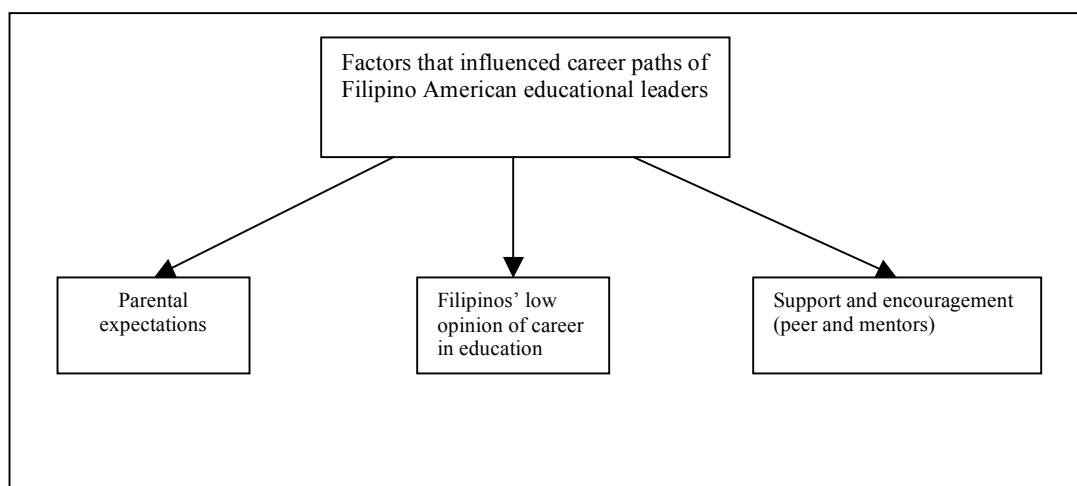 Factors that influenced career paths of
Filipino American educational leaders
Parental
expectations
Filipinos’ low
opinion of career
in education
Support and encouragement
(peer and mentors)